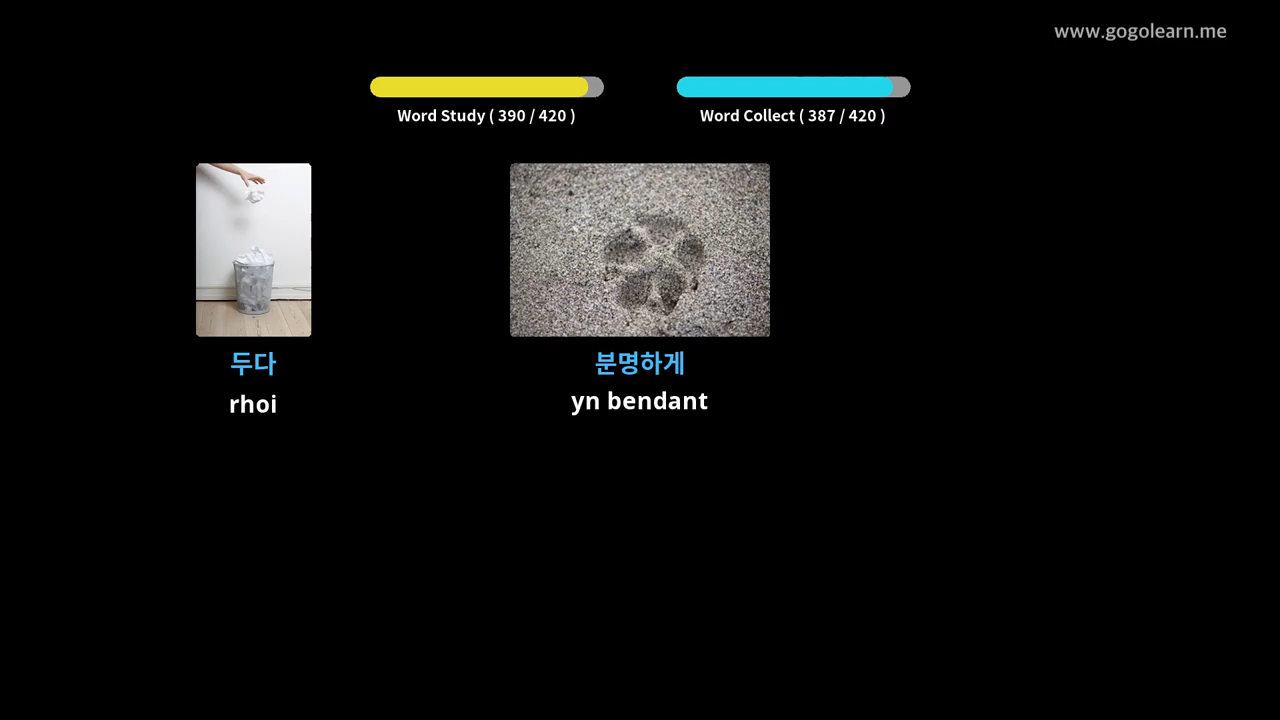 www.gogolearn.me
Word Study ( 390 / 420 )
Word Collect ( 387 / 420 )
두다
rhoi
분명하게
yn bendant